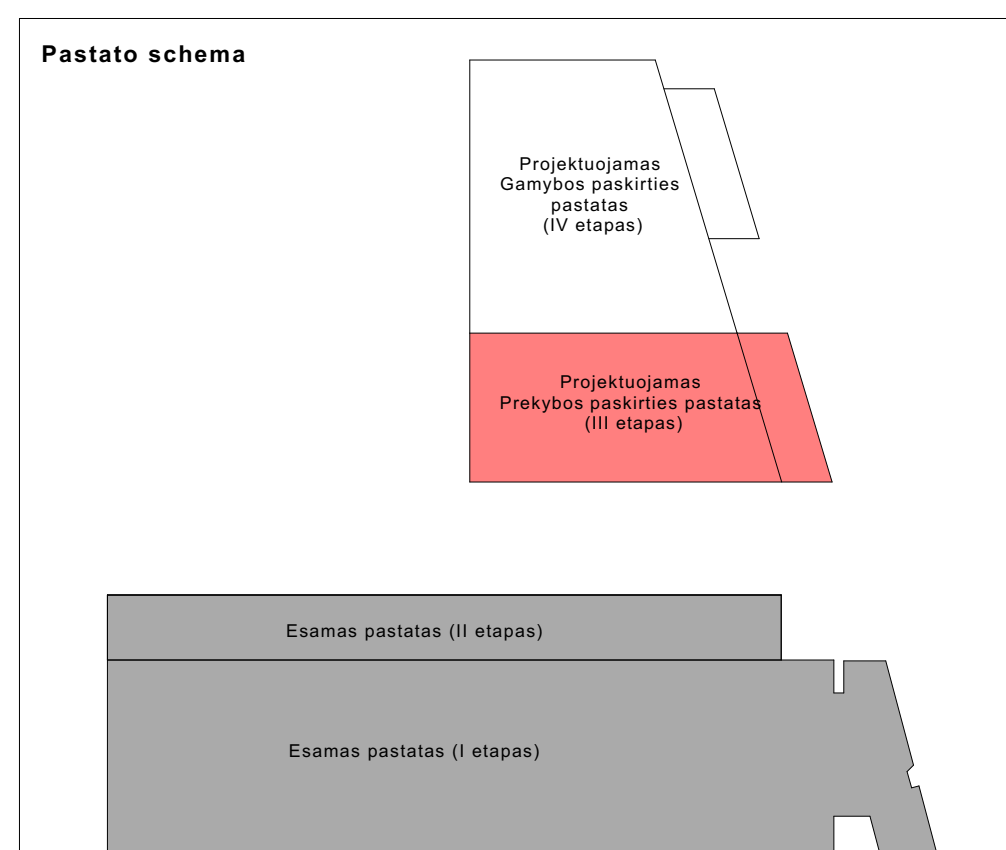 Pastato schema
Projektuojamas
Gamybos paskirties
pastatas
(IV etapas)
Projektuojamas
Prekybos paskirties pastatas
(III etapas)
Esamas pastatas (II etapas)
Esamas pastatas (I etapas)